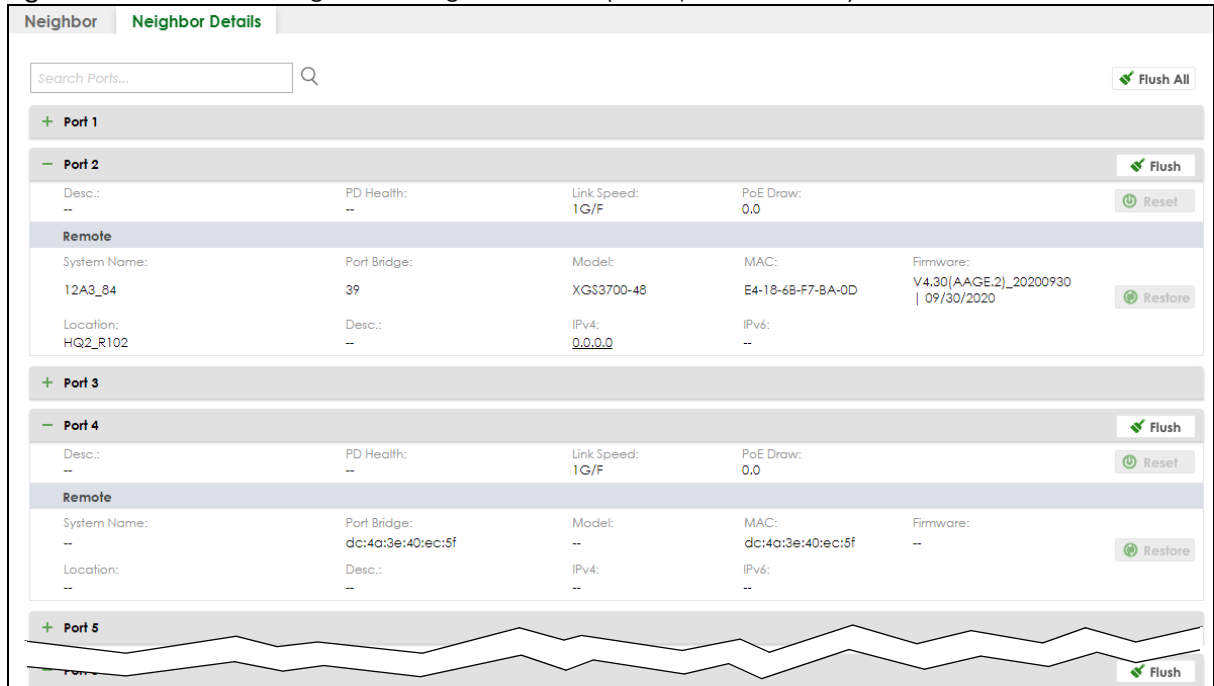 Neighbor Neighbor Details
Search Ports...
Flush All
+ Port 1
− Port 2 Flush
Desc.: PD Health: Link Speed: PoE Draw:
-- -- 1G/F 0.0 Reset
Remote
System Name: Port Bridge: Model: MAC: Firmware:
12A3_84 39 XGS3700-48 E4-18-6B-F7-BA-0D V4.30(AAGE.2)_20200930
| 09/30/2020 Restore
Location: Desc.: IPv4: IPv6:
HQ2_R102 -- 0.0.0.0 --
+ Port 3
− Port 4 Flush
Desc.: PD Health: Link Speed: PoE Draw:
-- -- 1G/F 0.0 Reset
Remote
System Name: Port Bridge: Model: MAC: Firmware:
-- dc:4a:3e:40:ec:5f -- dc:4a:3e:40:ec:5f --
Restore
Location: Desc.: IPv4: IPv6:
-- -- -- --
+ Port 5
Flush